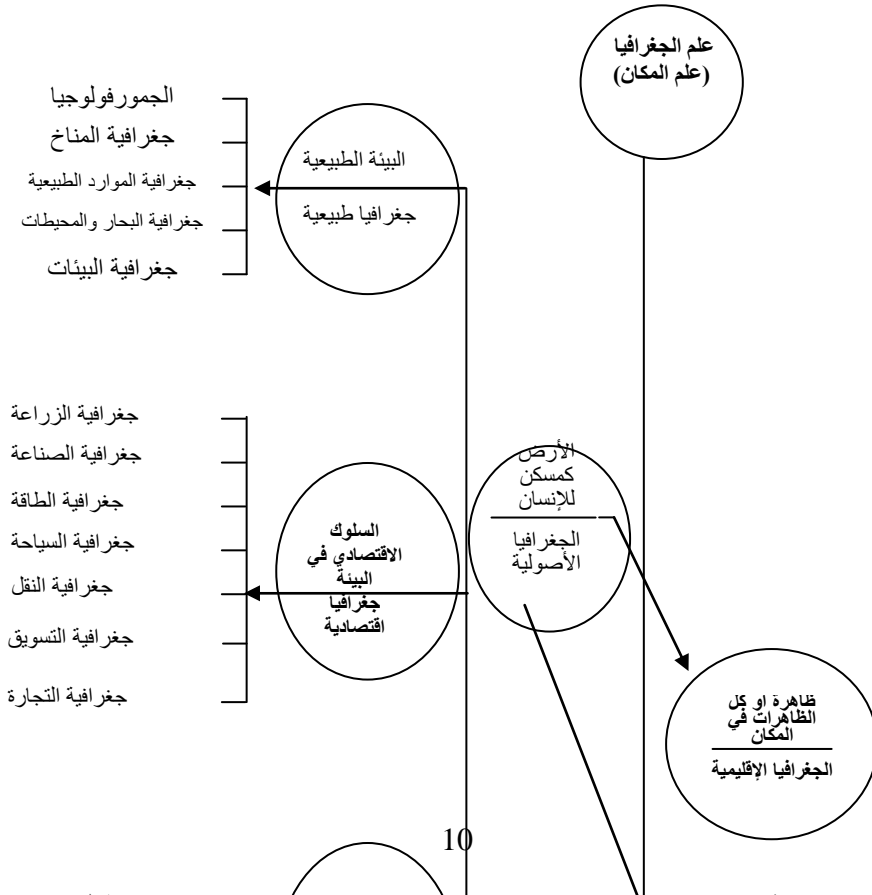 علم الجغرافيا
(علم المكان)
الجمورفولوجيا
جغرافية المناخ
جغرافية الموارد الطبيعية
جغرافية البحار والمحيطات
جغرافية البيئات
البيئة الطبيعية
جغرافيا طبيعية
جغرافية الزراعة
جغرافية الصناعة
جغرافية الطاقة
جغرافية السياحة
جغرافية النقل
جغرافية التسويق
جغرافية التجارة
السلوك
الاقتصادي في
البيئة
جغرافيا
اقتصادية
الأرض
كمسكن
للإنسان
الجغرافيا
الأصولية
ظاهرة او كل
الظاهرات في
المكان
الجغرافيا الإقليمية
10